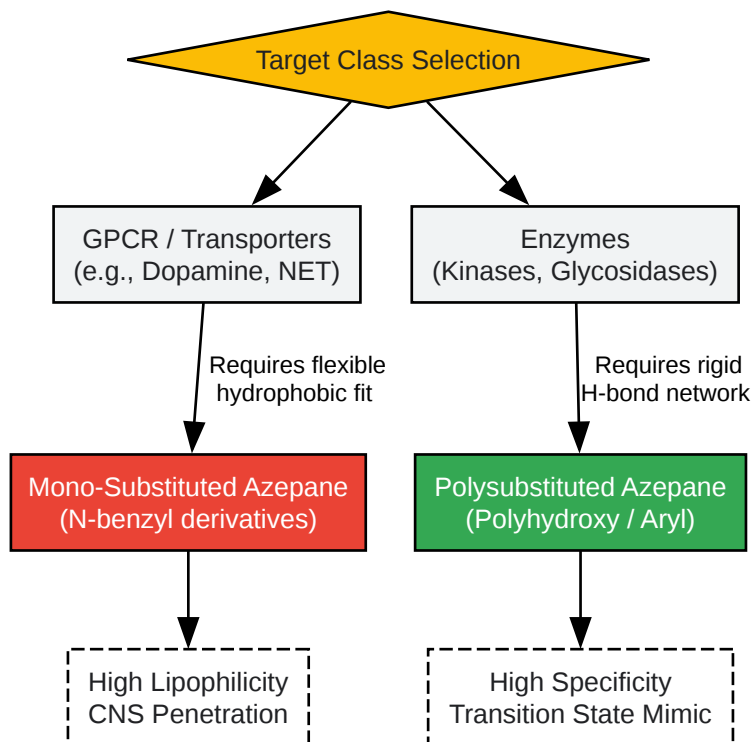 Target Class Selection
GPCR / Transporters
(e.g., Dopamine, NET)
Enzymes
(Kinases, Glycosidases)
Requires flexible
hydrophobic fit
Requires rigid
H-bond network
Mono-Substituted Azepane
(N-benzyl derivatives)
Polysubstituted Azepane
(Polyhydroxy / Aryl)
High Lipophilicity
CNS Penetration
High Specificity
Transition State Mimic